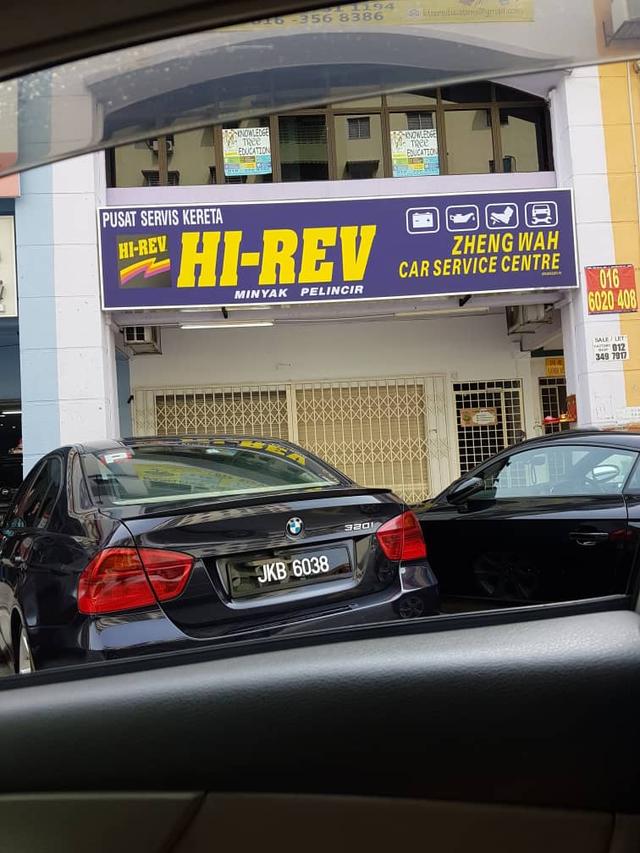 016 -356 8386
KNOWLEDGE
TREE
EDUCATION
KNOWLEDGE
TREE
EDUCATION
PUSAT SERVIS KERETA
HI-REV
HI-REV
MINYAK PELINCIR
ZHENG WAH
CAR SERVICE CENTRE
016
6020 408
SALE / LET
012
349 7917
320i
JKB 6038